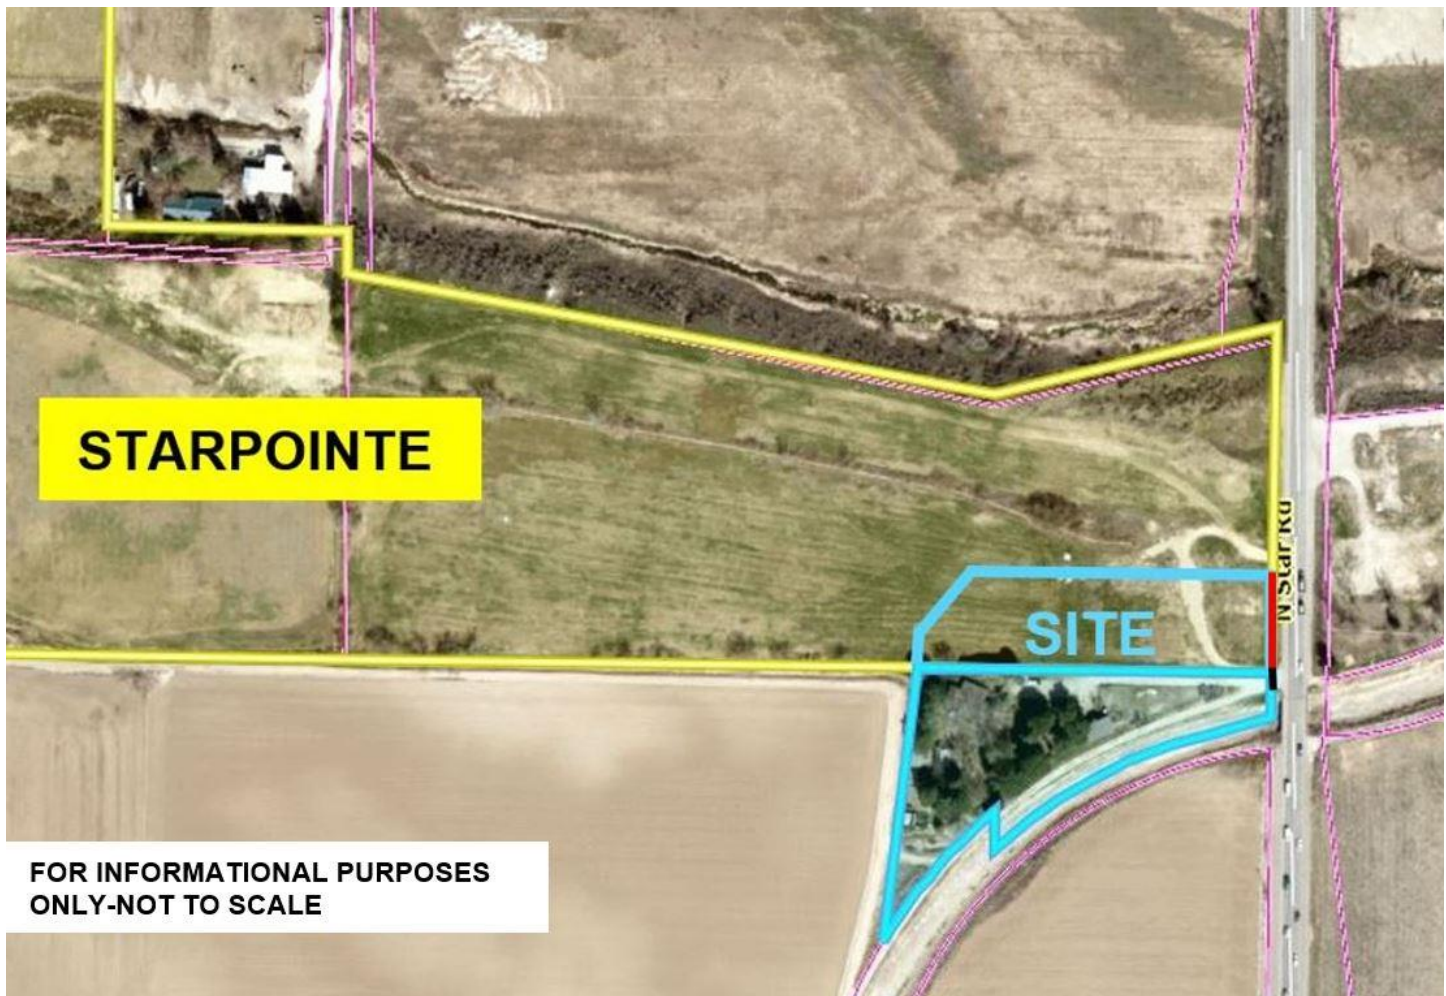 STARPOINTE
N Star Rd
SITE
FOR INFORMATIONAL PURPOSES
ONLY-NOT TO SCALE